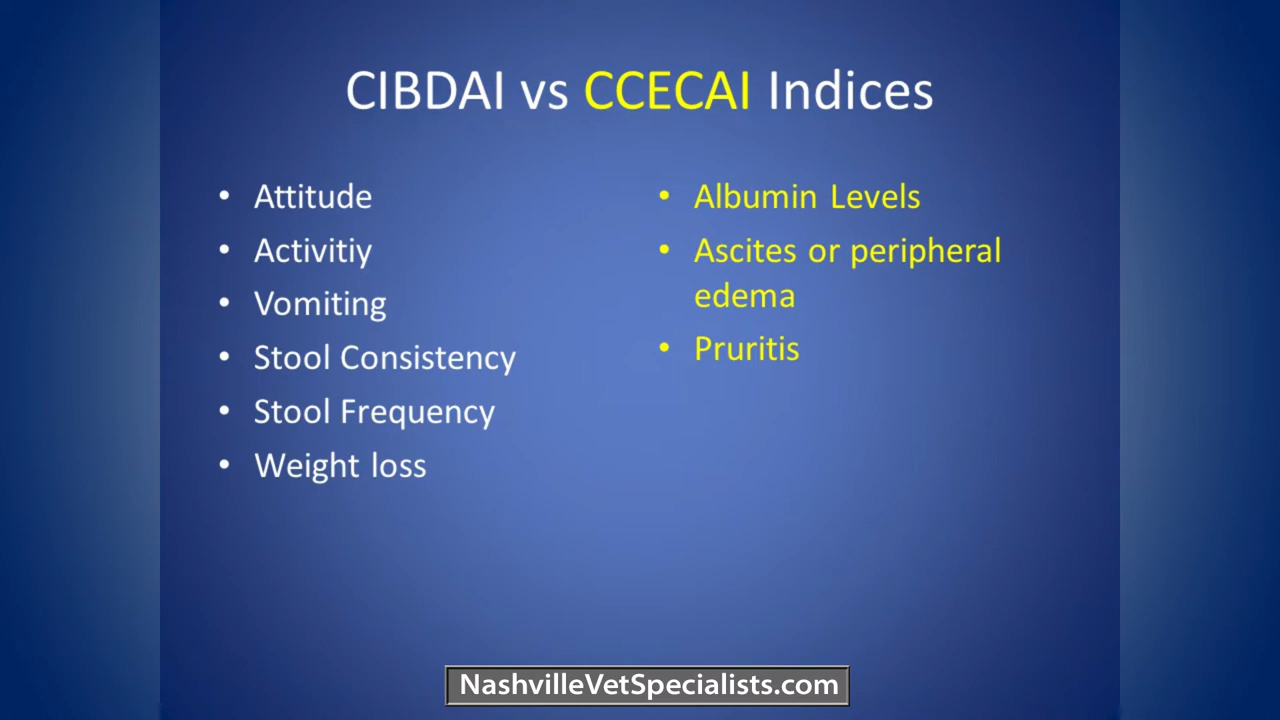 CIBDAI vs CCECAI Indices
• Attitude
• Activitiy
• Vomiting
• Stool Consistency
• Stool Frequency
• Weight loss
• Albumin Levels
• Ascites or peripheral
edema
• Pruritis
NashvilleVetSpecialists.com